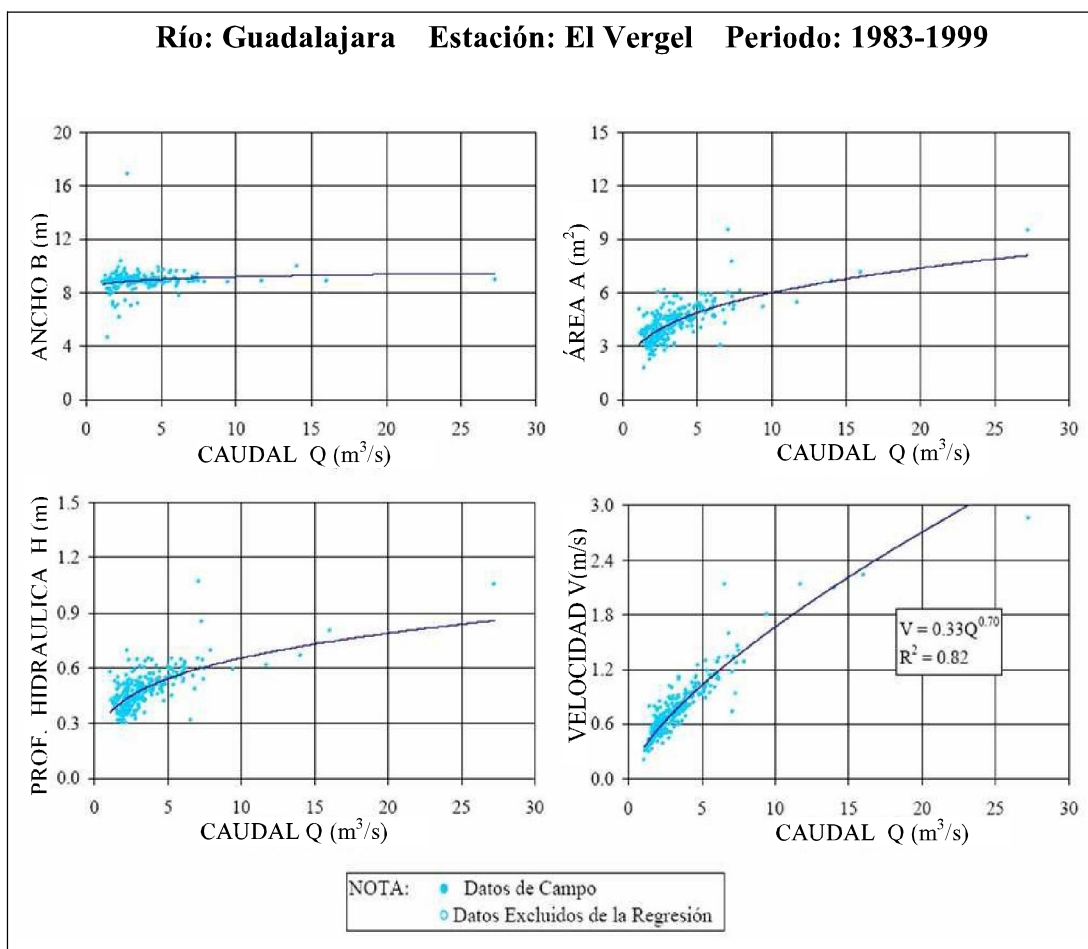 Río: Guadalajara Estación: El Vergel Periodo: 1983-1999
20
16
12
8
4
0
ANCHO B (m)
0 5 10 15 20 25 30
CAUDAL Q (m³/s)
15
12
9
6
3
0
ÁREA A (m²)
0 5 10 15 20 25 30
CAUDAL Q (m³/s)
1.5
1.2
0.9
0.6
0.3
0.0
PROF. HIDRAULICA H (m)
0 5 10 15 20 25 30
CAUDAL Q (m³/s)
3.0
2.4
1.8
1.2
0.6
0.0
VELOCIDAD V(m/s)
V = 0.33Q^0.70
R² = 0.82
0 5 10 15 20 25 30
CAUDAL Q (m³/s)
NOTA: Datos de Campo
Datos Excluidos de la Regresión